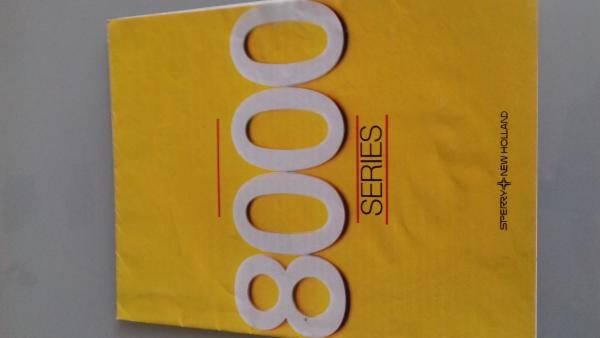 8000
SERIES
SPERRY NEW HOLLAND